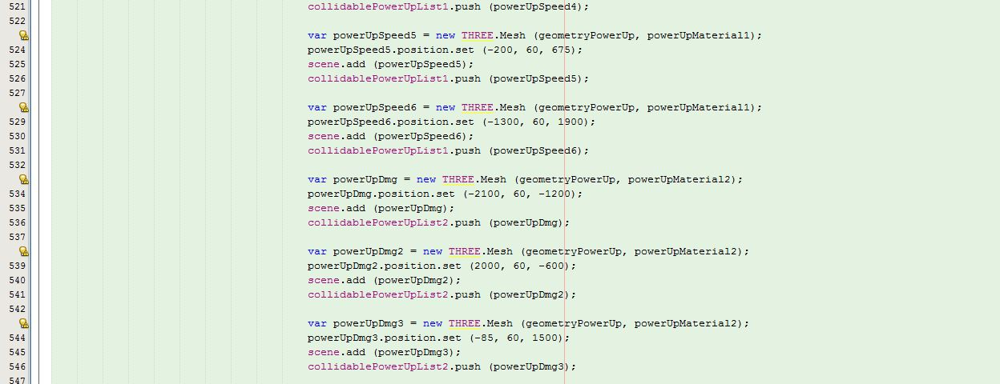 521 collidablePowerUpList1.push (powerUpSpeed4);
522
var powerUpSpeed5 = new THREE.Mesh (geometryPowerUp, powerUpMaterial1);
524 powerUpSpeed5.position.set (-200, 60, 675);
525 scene.add (powerUpSpeed5);
526 collidablePowerUpList1.push (powerUpSpeed5);
527
var powerUpSpeed6 = new THREE.Mesh (geometryPowerUp, powerUpMaterial1);
529 powerUpSpeed6.position.set (-1300, 60, 1900);
530 scene.add (powerUpSpeed6);
531 collidablePowerUpList1.push (powerUpSpeed6);
532
var powerUpDmg = new THREE.Mesh (geometryPowerUp, powerUpMaterial2);
534 powerUpDmg.position.set (-2100, 60, -1200);
535 scene.add (powerUpDmg);
536 collidablePowerUpList2.push (powerUpDmg);
537
var powerUpDmg2 = new THREE.Mesh (geometryPowerUp, powerUpMaterial2);
539 powerUpDmg2.position.set (2000, 60, -600);
540 scene.add (powerUpDmg2);
541 collidablePowerUpList2.push (powerUpDmg2);
542
var powerUpDmg3 = new THREE.Mesh (geometryPowerUp, powerUpMaterial2);
544 powerUpDmg3.position.set (-85, 60, 1500);
545 scene.add (powerUpDmg3);
546 collidablePowerUpList2.push (powerUpDmg3);
547